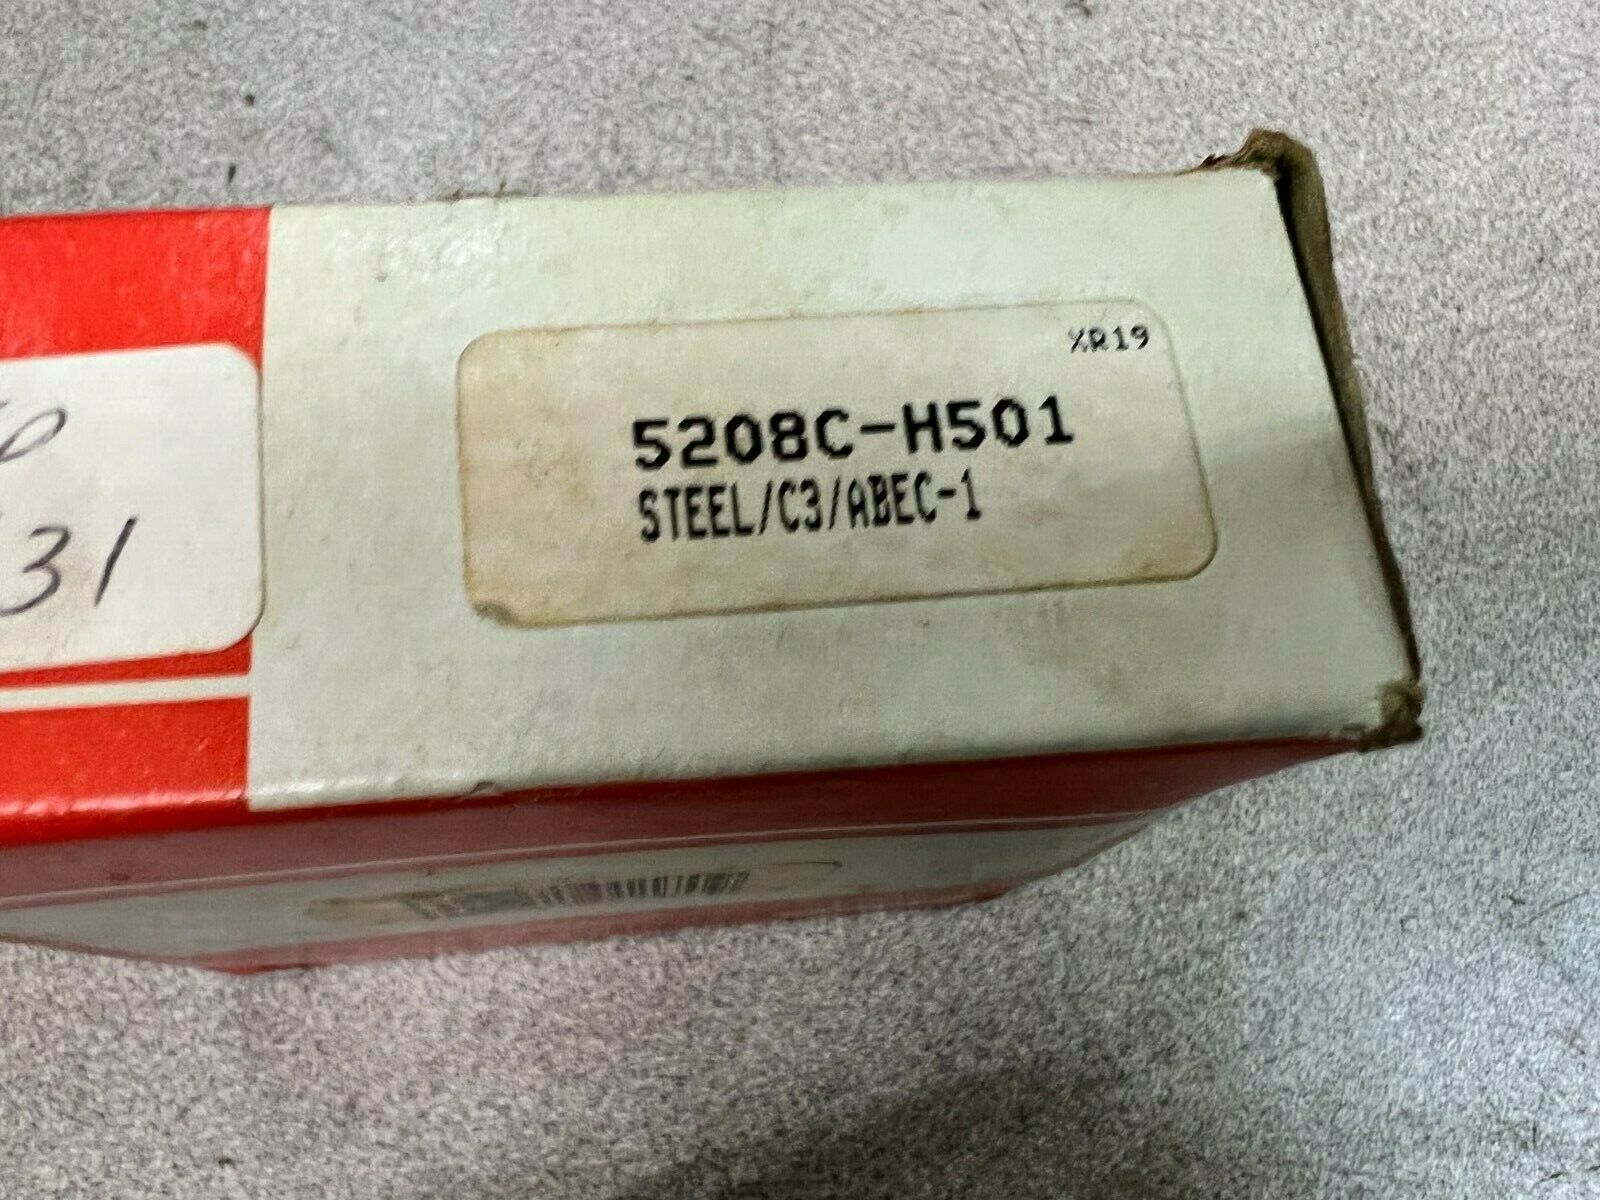 XR19
5208C-H501
STEEL/C3/ABEC-1
31